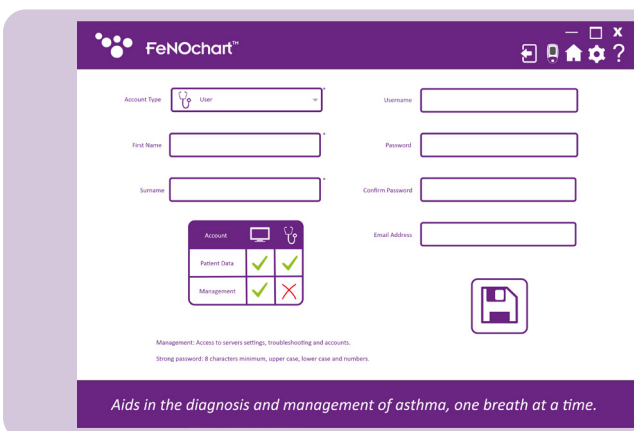 FeNOchart™
Account Type
User
*
Username
First Name
*
Password
Surname
*
Confirm Password
Account
Email Address
Patient Data
Management
Management: Access to servers settings, troubleshooting and accounts.
Strong password: 8 characters minimum, upper case, lower case and numbers.
Aids in the diagnosis and management of asthma, one breath at a time.